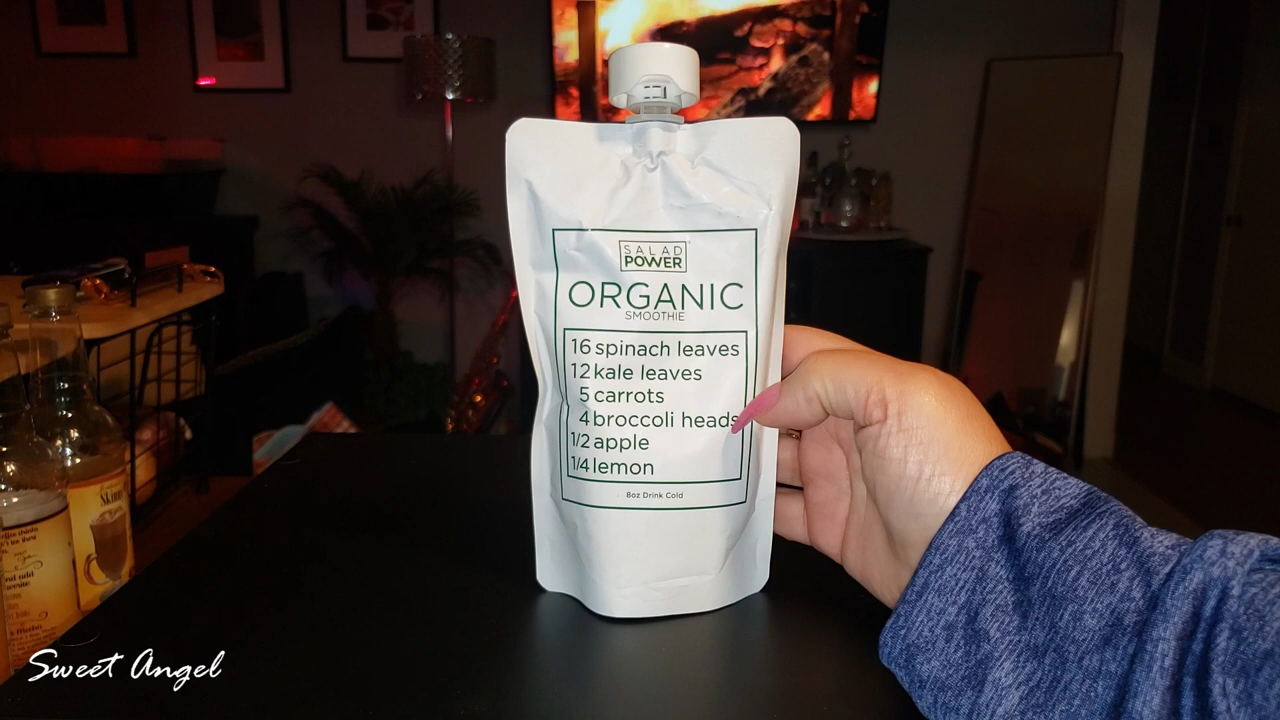 SALAD
POWER
ORGANIC
SMOOTHIE
16 spinach leaves
12 kale leaves
5 carrots
4 broccoli heads
1/2 apple
1/4 lemon
8oz Drink Cold
Skinny
Sweet Angel